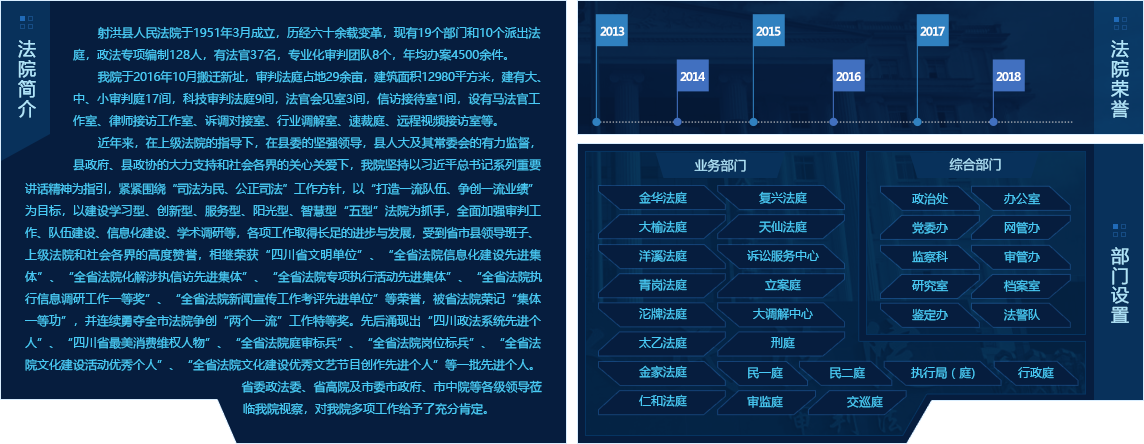 法院简介
射洪县人民法院于1951年3月成立，历经六十余载变革，现有19个部门和10个派出法
庭，政法专项编制128人，有法官37名，专业化审判团队8个，年均办案4500余件。
我院于2016年10月搬迁新址，审判法庭占地29余亩，建筑面积12980平方米，建有大、
中、小审判庭17间，科技审判法庭9间，法官会见室3间，信访接待室1间，设有马法官工
作室、律师接访工作室、诉调对接室、行业调解室、速裁庭、远程视频接访室等。
近年来，在上级法院的指导下，在县委的坚强领导，县人大及其常委会的有力监督，
县政府、县政协的大力支持和社会各界的关心关爱下，我院坚持以习近平总书记系列重要
讲话精神为指引，紧紧围绕“司法为民、公正司法”工作方针，以“打造一流队伍、争创一流业绩”
为目标，以建设学习型、创新型、服务型、阳光型、智慧型“五型”法院为抓手，全面加强审判工
作、队伍建设、信息化建设、学术调研等，各项工作取得长足的进步与发展，受到省市县领导班子、
上级法院和社会各界的高度赞誉，相继荣获“四川省文明单位”、“全省法院信息化建设先进集
体”、“全省法院化解涉执信访先进集体”、“全省法院专项执行活动先进集体”、“全省法院执
行信息调研工作一等奖”、“全省法院新闻宣传工作考评先进单位”等荣誉，被省法院荣记“集体
一等功”，并连续勇夺全市法院争创“两个一流”工作特等奖。先后涌现出“四川政法系统先进个
人”、“四川省最美消费维权人物”、“全省法院庭审标兵”、“全省法院岗位标兵”、“全省法
院文化建设活动优秀个人”、“全省法院文化建设优秀文艺节目创作先进个人”等一批先进个人。
省委政法委、省高院及市委市政府、市中院等各级领导莅
临我院视察，对我院多项工作给予了充分肯定。
2013
2014
2015
2016
2017
2018
法院荣誉
业务部门
金华法庭 复兴法庭
大榆法庭 天仙法庭
洋溪法庭 诉讼服务中心
青岗法庭 立案庭
沱牌法庭 大调解中心
太乙法庭 刑庭
金家法庭 民一庭 民二庭 执行局（庭） 行政庭
仁和法庭 审监庭 交巡庭
综合部门
政治处 办公室
党委办 网管办
监察科 审管办
研究室 档案室
鉴定办 法警队
部门设置